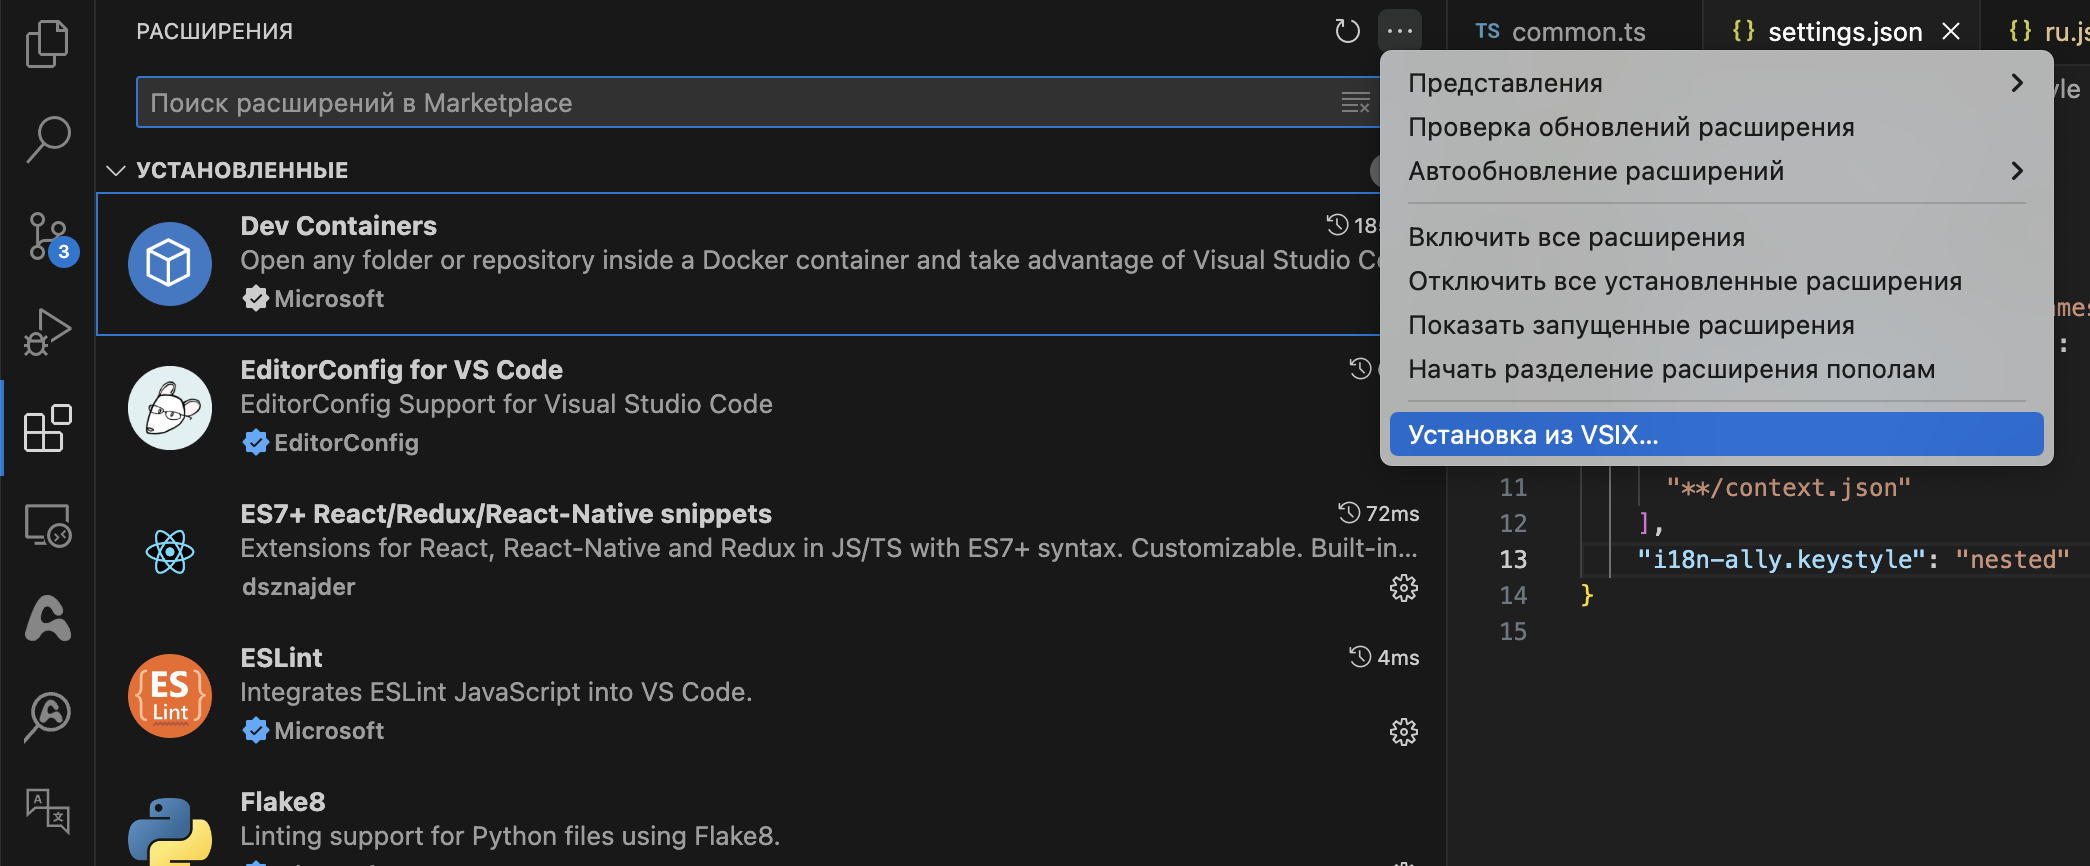 РАСШИРЕНИЯ
Поиск расширений в Marketplace
УСТАНОВЛЕННЫЕ
Dev Containers
Open any folder or repository inside a Docker container and take advantage of Visual Studio
Microsoft
EditorConfig for VS Code
EditorConfig Support for Visual Studio Code
EditorConfig
ES7+ React/Redux/React-Native snippets
72ms
Extensions for React, React-Native and Redux in JS/TS with ES7+ syntax. Customizable. Built-in...
dsznajder
ESLint
4ms
Integrates ESLint JavaScript into VS Code.
Microsoft
Flake8
Linting support for Python files using Flake8.
3
ES
Lint
TS common.ts
{} settings.json
{} ru.js
Представления
Проверка обновлений расширения
Автообновление расширений
Включить все расширения
Отключить все установленные расширения
Показать запущенные расширения
Начать разделение расширения пополам
Установка из VSIX...
11 "**/context.json"
12 ],
13 "i18n-ally.keystyle": "nested"
14 }
15